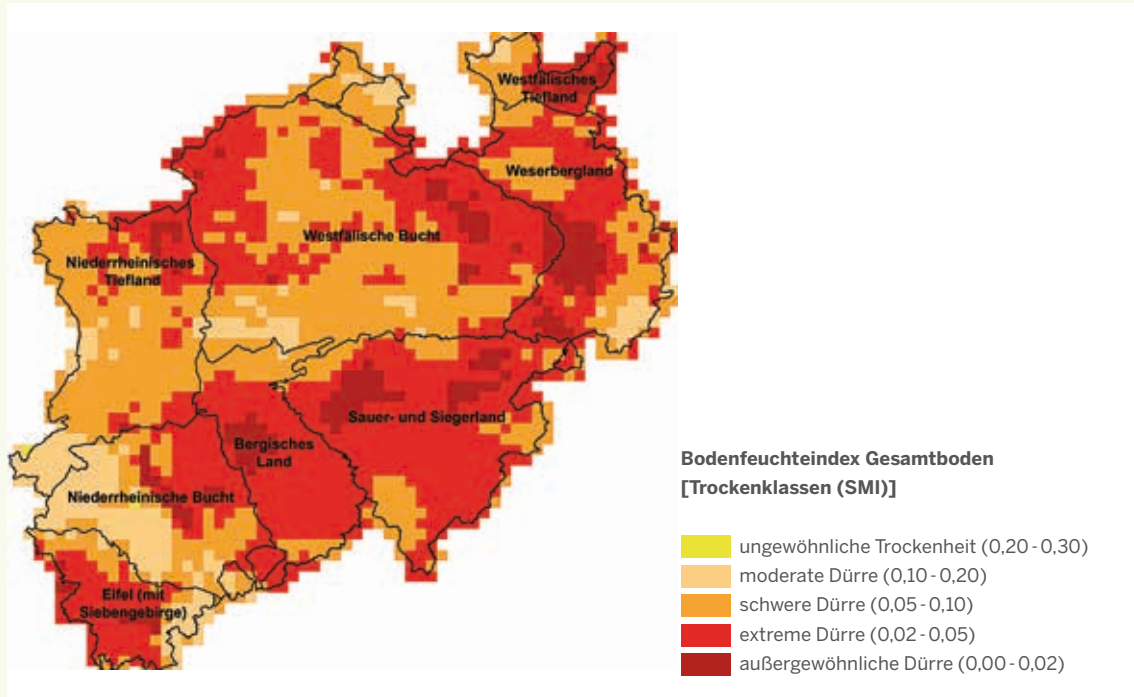 Westfälisches
Tiefland
Weserbergland
Westfälische Bucht
Niederrheinisches
Tiefland
Sauer- und Siegerland
Bergisches
Land
Niederrheinische Bucht
Eifel (mit
Siebengebirge)
Bodenfeuchteindex Gesamtboden
[Trockenklassen (SMI)]
ungewöhnliche Trockenheit (0,20 - 0,30)
moderate Dürre (0,10 - 0,20)
schwere Dürre (0,05 - 0,10)
extreme Dürre (0,02 - 0,05)
außergewöhnliche Dürre (0,00 - 0,02)